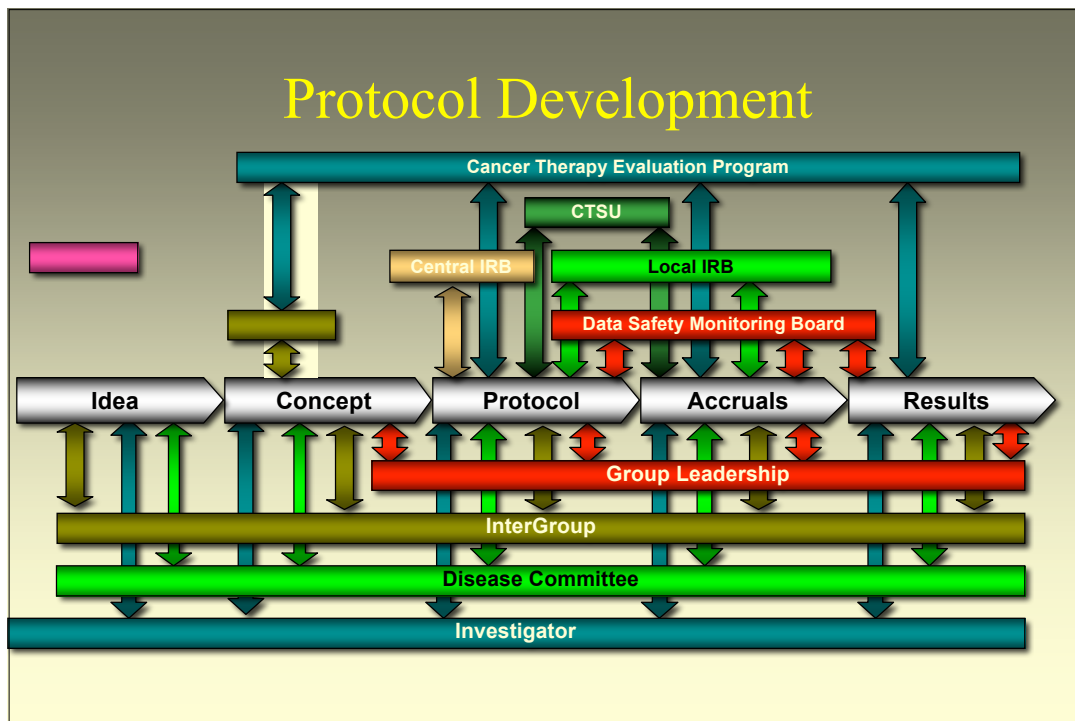 Protocol Development
Cancer Therapy Evaluation Program
CTSU
Central IRB
Local IRB
Data Safety Monitoring Board
Idea
Concept
Protocol
Accruals
Results
Group Leadership
InterGroup
Disease Committee
Investigator